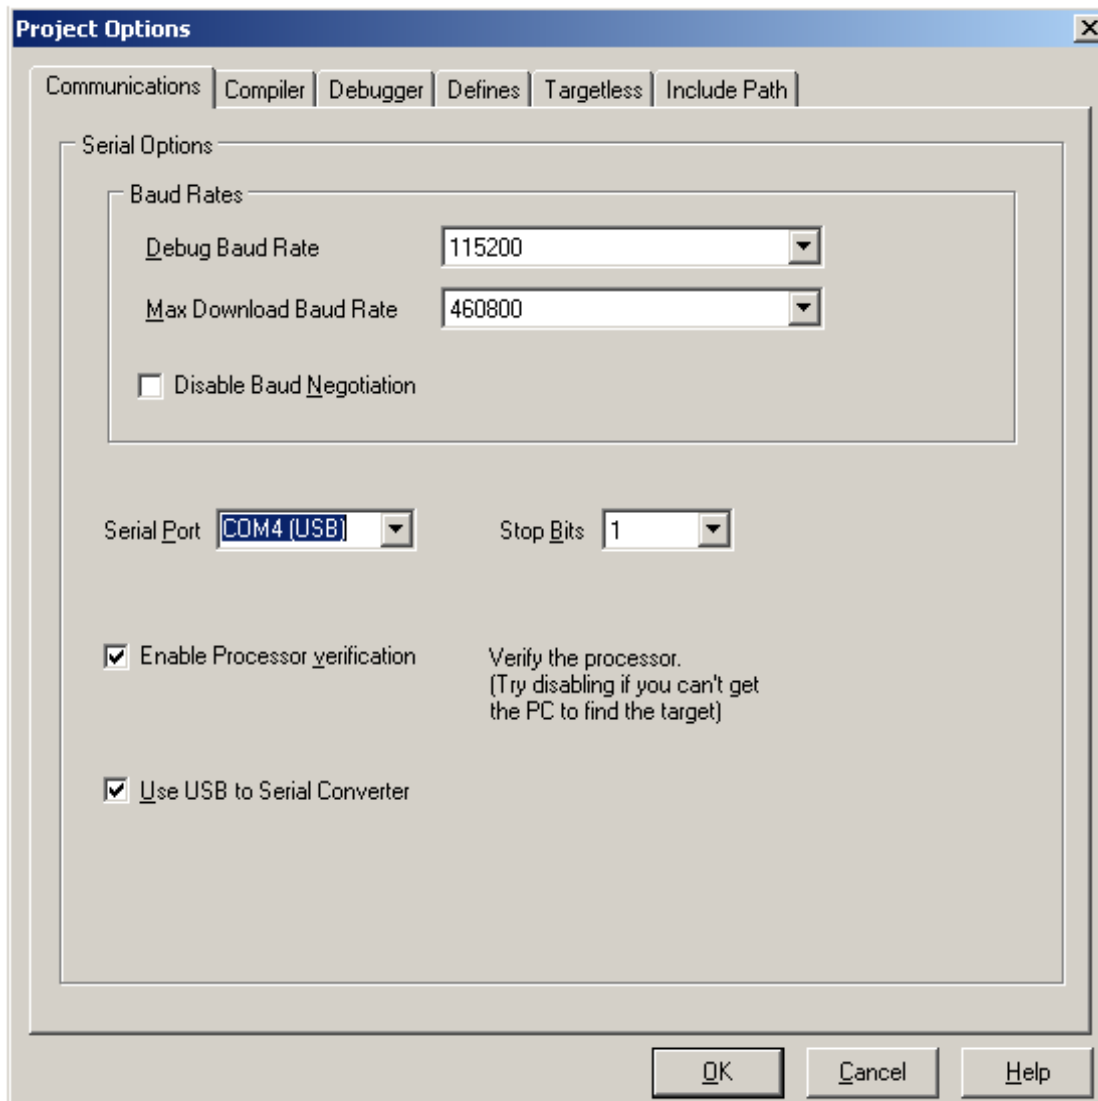 Project Options
Communications Compiler Debugger Defines Targetless Include Path
Serial Options
Baud Rates
Debug Baud Rate 115200
Max Download Baud Rate 460800
Disable Baud Negotiation
Serial Port COM4 (USB) Stop Bits 1
Enable Processor verification
Verify the processor.
(Try disabling if you can't get
the PC to find the target)
Use USB to Serial Converter
OK Cancel Help